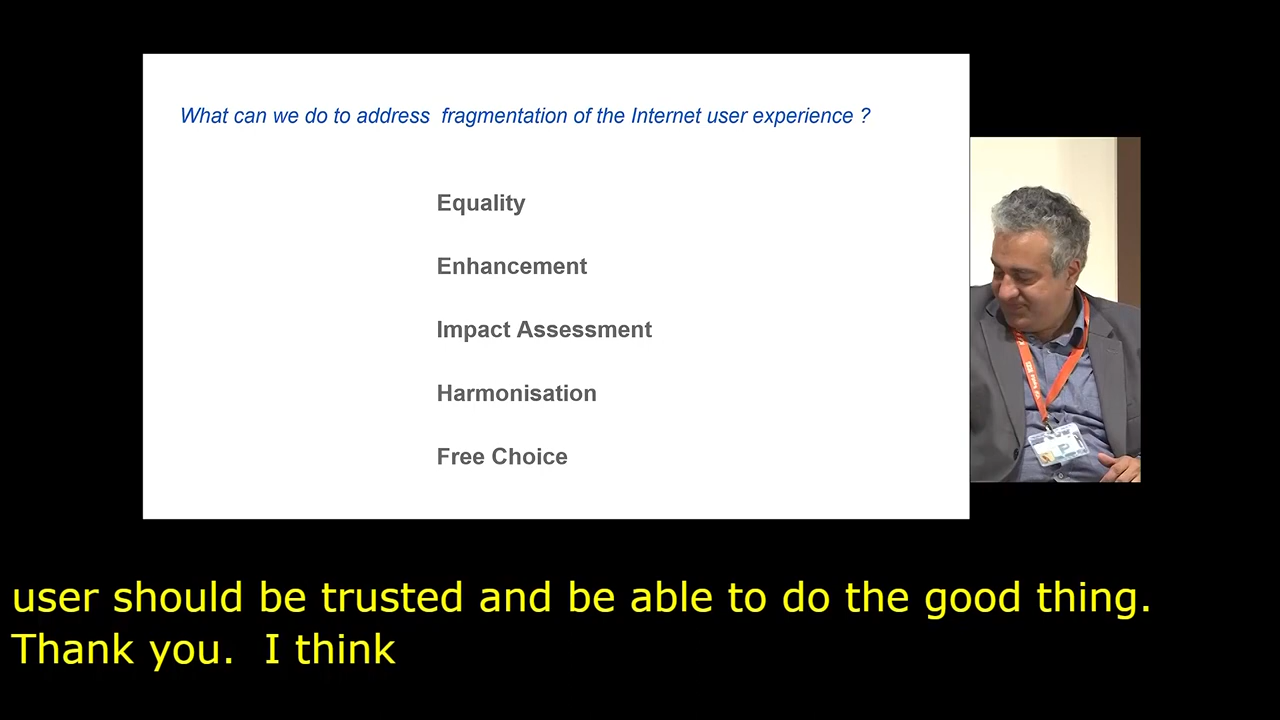 What can we do to address fragmentation of the Internet user experience ?
Equality
Enhancement
Impact Assessment
Harmonisation
Free Choice
user should be trusted and be able to do the good thing.
Thank you. I think